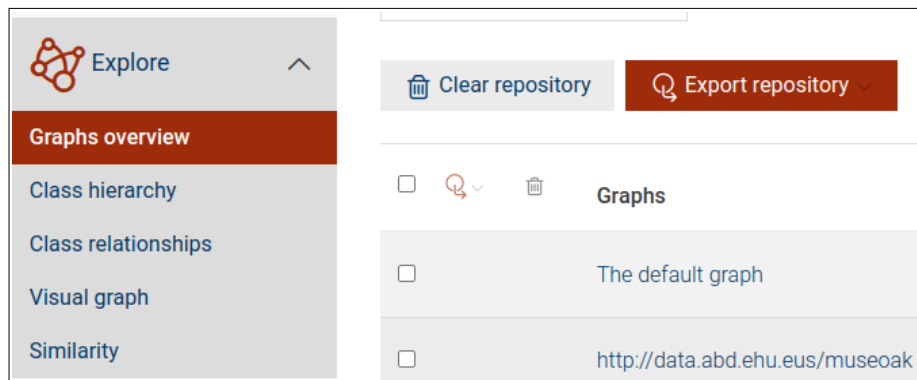 Explore
Graphs overview
Class hierarchy
Class relationships
Visual graph
Similarity
Clear repository
Export repository
Graphs
The default graph
http://data.abd.ehu.eus/museoak